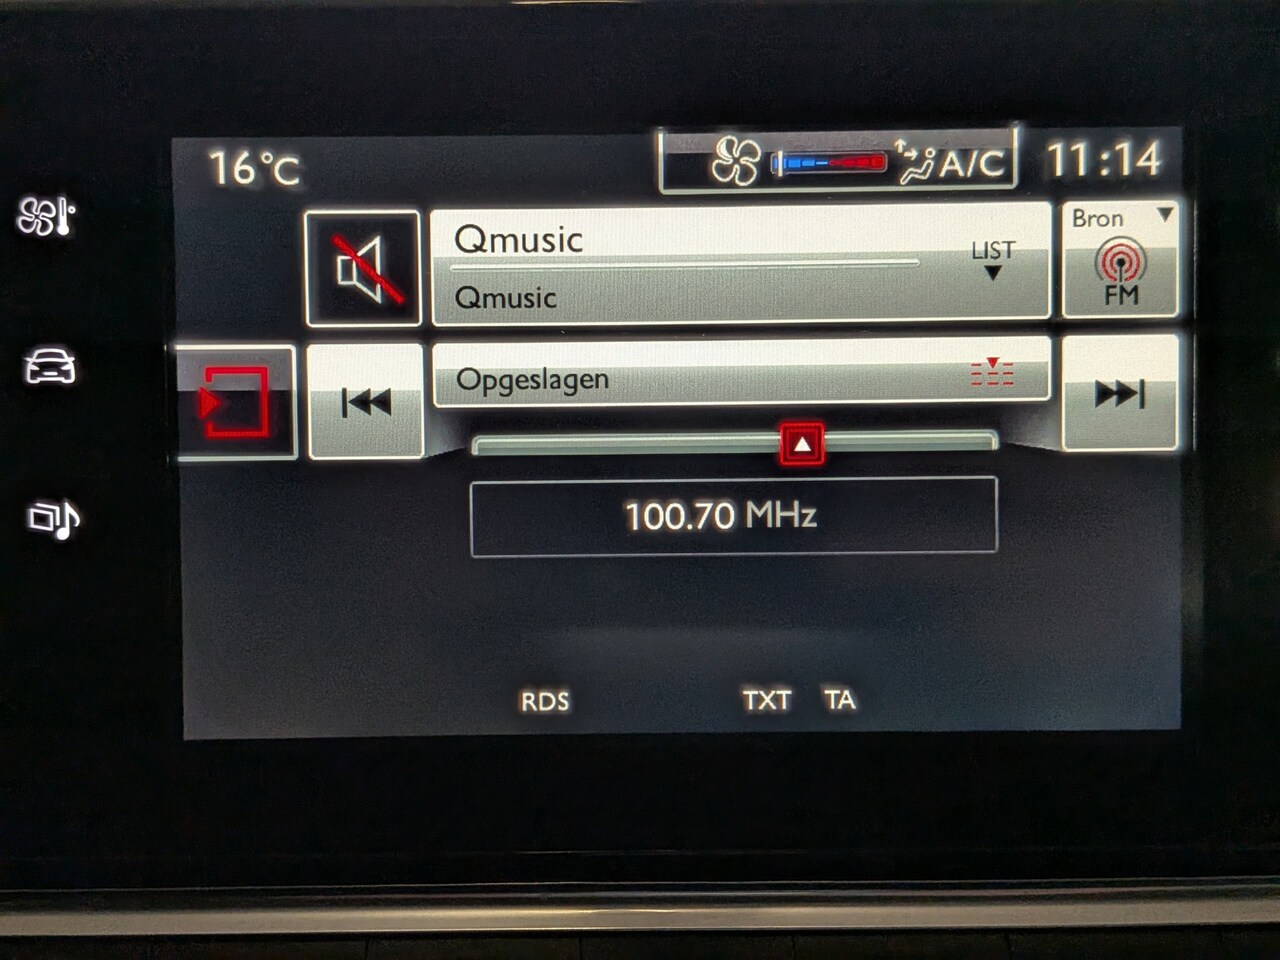 16°C
A/C
11:14
Qmusic
LIST
Qmusic
Bron
FM
Opgeslagen
100.70 MHz
RDS
TXT
TA